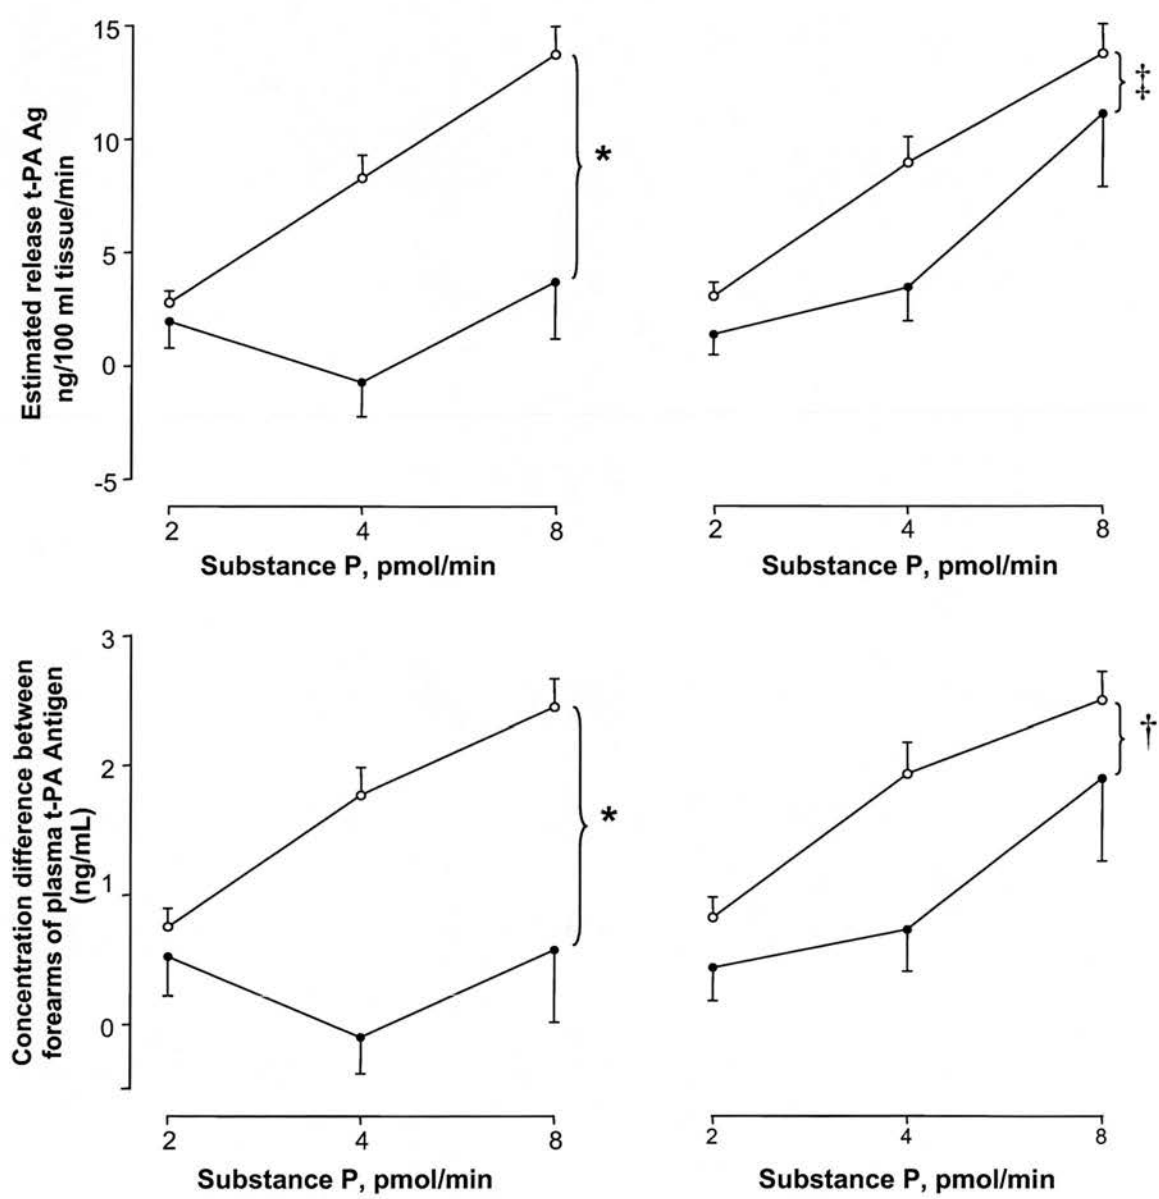 Estimated release t-PA Ag
ng/100 ml tissue/min
15
10
5
0
-5
*
‡
‡
2 4 8
Substance P, pmol/min
2 4 8
Substance P, pmol/min
Concentration difference between
forearms of plasma t-PA Antigen
(ng/mL)
3
2
1
0
*
†
2 4 8
Substance P, pmol/min
2 4 8
Substance P, pmol/min